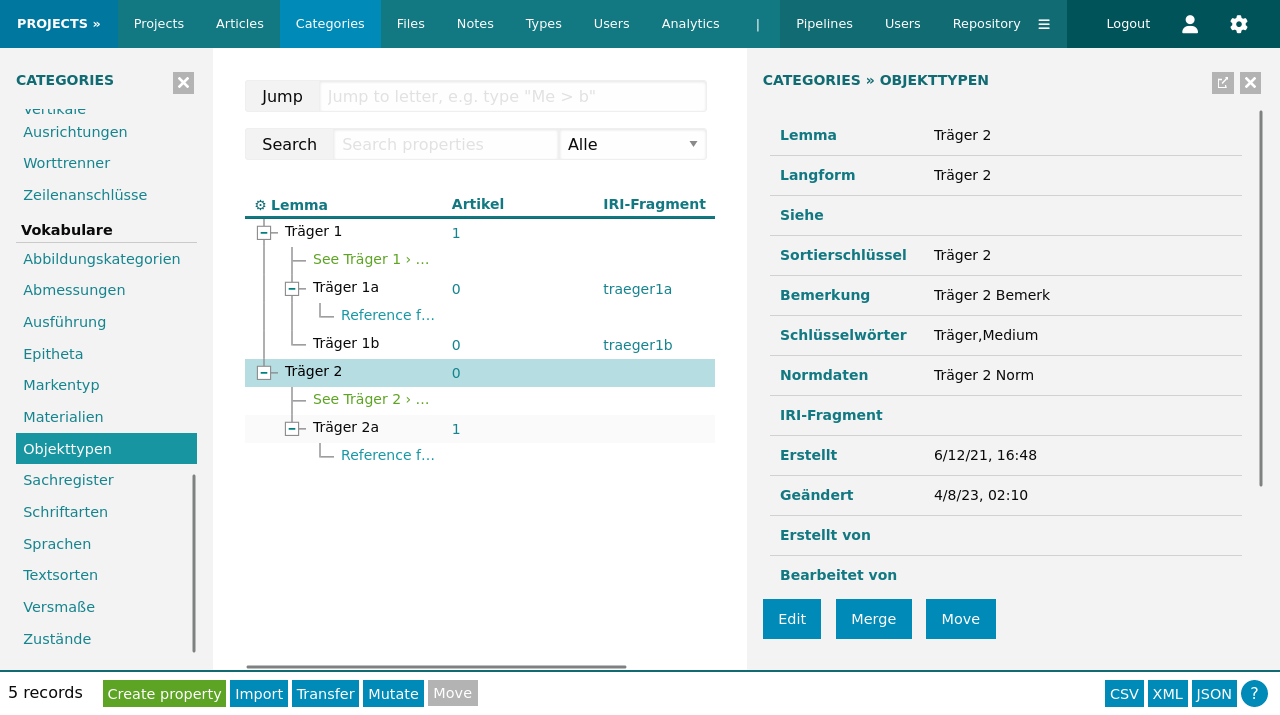 PROJECTS »
Projects
Articles
Categories
Files
Notes
Types
Users
Analytics
|
Pipelines
Users
Repository
Logout
CATEGORIES
Vertikale
Ausrichtungen
Worttrenner
Zeilenanschlüsse
Vokabulare
Abbildungskategorien
Abmessungen
Ausführung
Epitheta
Markentyp
Materialien
Objekttypen
Sachregister
Schriftarten
Sprachen
Textsorten
Versmaße
Zustände
Jump Jump to letter, e.g. type "Me > b"
Search Search properties Alle
Lemma Artikel IRI-Fragment
Träger 1 1
See Träger 1 › ...
Träger 1a 0 traeger1a
Reference f...
Träger 1b 0 traeger1b
Träger 2 0
See Träger 2 › ...
Träger 2a 1
Reference f...
CATEGORIES » OBJEKTTYPEN
Lemma Träger 2
Langform Träger 2
Siehe
Sortierschlüssel Träger 2
Bemerkung Träger 2 Bemerk
Schlüsselwörter Träger,Medium
Normdaten Träger 2 Norm
IRI-Fragment
Erstellt 6/12/21, 16:48
Geändert 4/8/23, 02:10
Erstellt von
Bearbeitet von
Edit Merge Move
5 records Create property Import Transfer Mutate Move CSV XML JSON ?